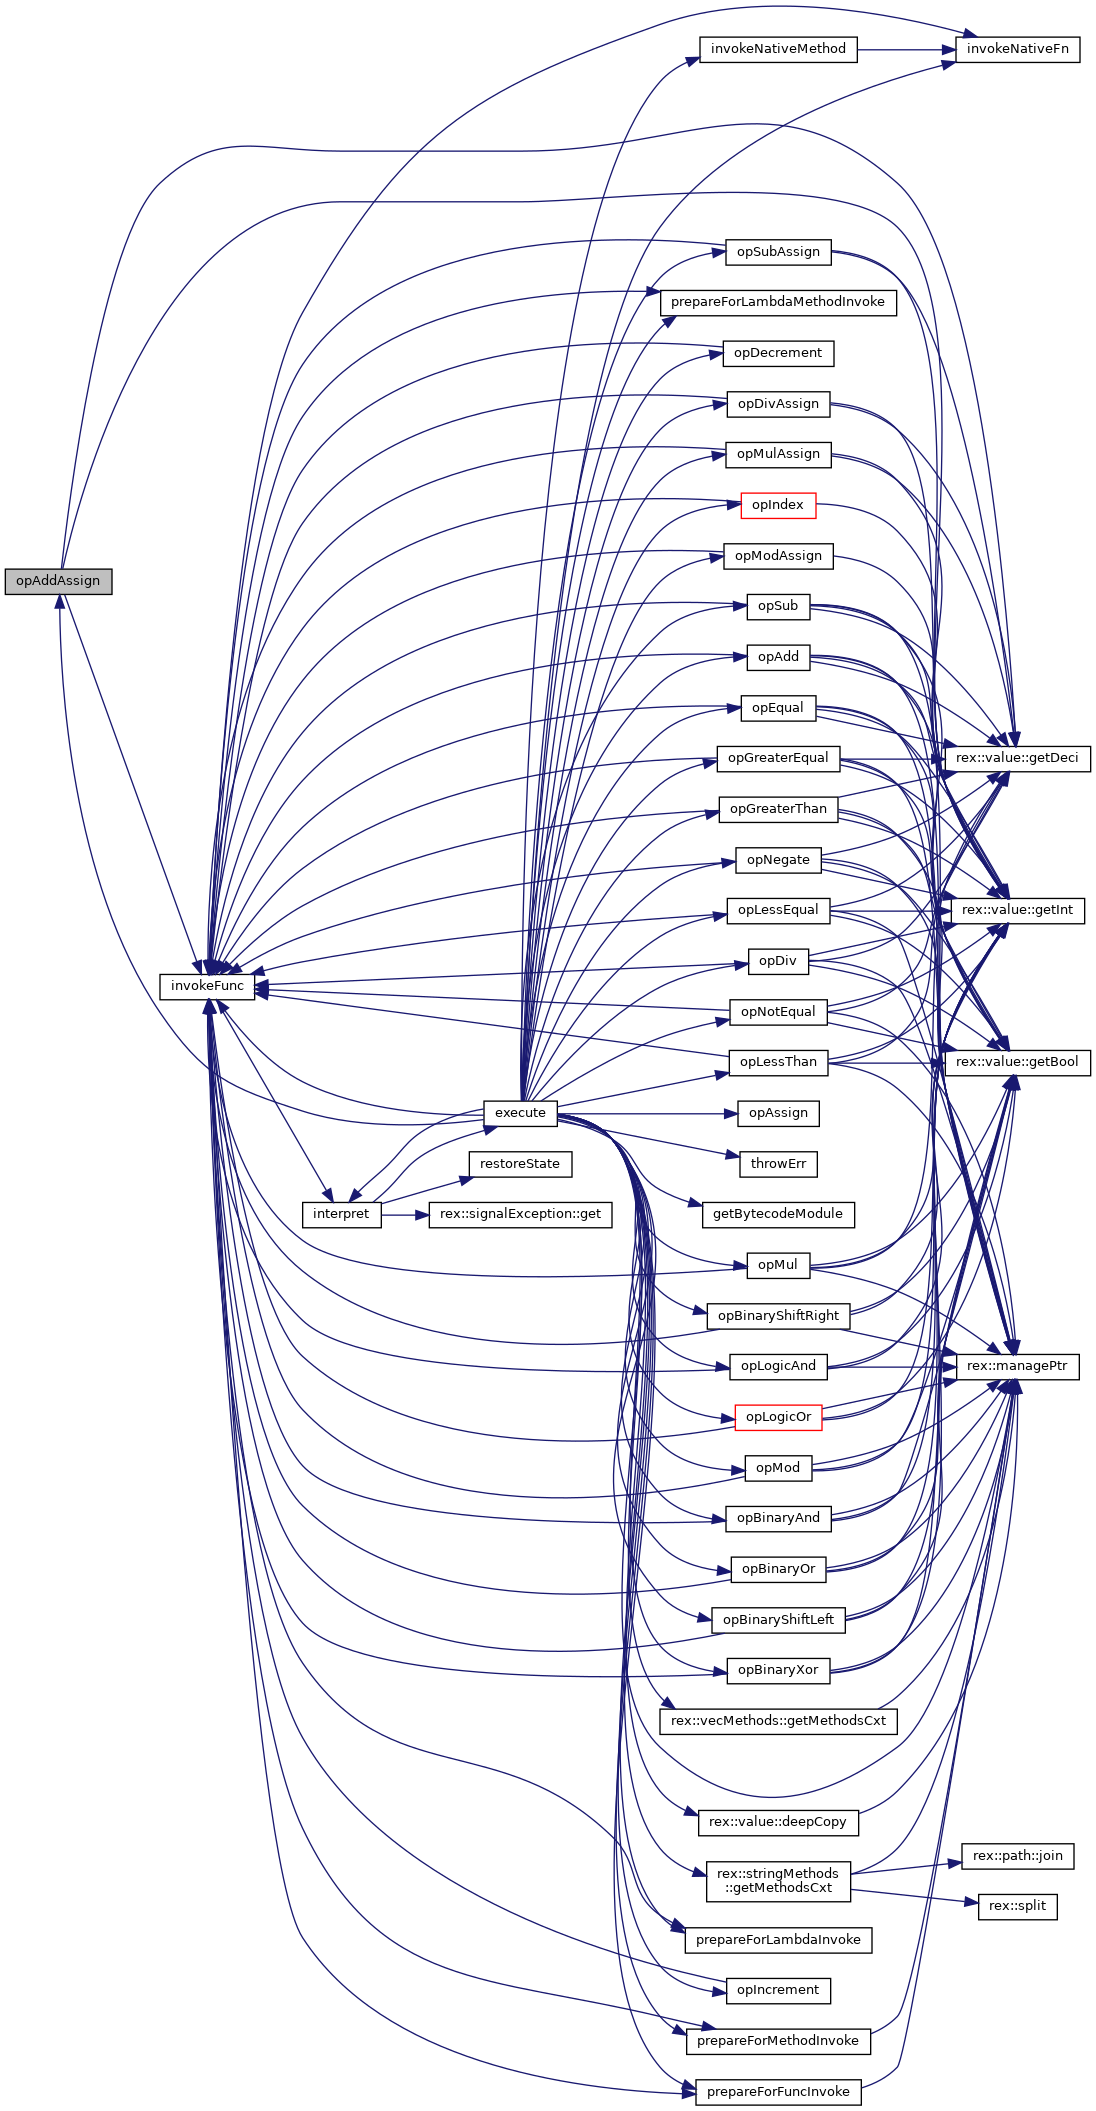 invokeNativeMethod
invokeNativeFn
opSubAssign
prepareForLambdaMethodInvoke
opDecrement
opDivAssign
opMulAssign
opIndex
opModAssign
opAddAssign
opSub
opAdd
opEqual
opGreaterEqual
rex::value::getDeci
opGreaterThan
opNegate
opLessEqual
rex::value::getInt
opDiv
invokeFunc
opNotEqual
opLessThan
rex::value::getBool
execute
opAssign
restoreState
throwErr
interpret
rex::signalException::get
getBytecodeModule
opMul
opBinaryShiftRight
opLogicAnd
rex::managePtr
opLogicOr
opMod
opBinaryAnd
opBinaryOr
opBinaryShiftLeft
opBinaryXor
rex::vecMethods::getMethodsCxt
rex::value::deepCopy
rex::stringMethods
::getMethodsCxt
rex::path::join
rex::split
prepareForLambdaInvoke
opIncrement
prepareForMethodInvoke
prepareForFuncInvoke